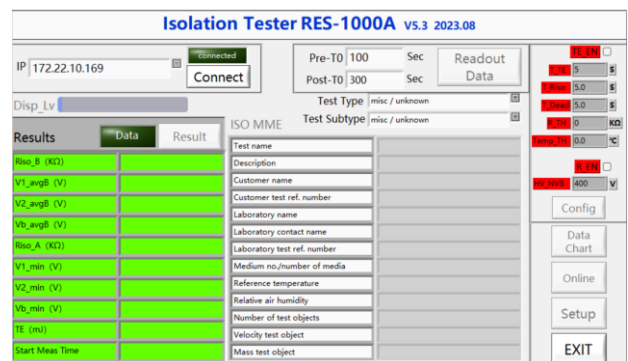 Isolation Tester RES-1000A V5.3 2023.08
IP 172.22.10.169
connected
Connect
Pre-T0 100 Sec
Post-T0 300 Sec
Readout
Data
Disp_Lv
Test Type misc / unknown
Test Subtype misc / unknown
Results
Data
Result
ISO MME
Riso_B (KΩ)
V1_avgB (V)
V2_avgB (V)
Vb_avgB (V)
Riso_A (KΩ)
V1_min (V)
V2_min (V)
Vb_min (V)
TE (mJ)
Start Meas Time
Test name
Description
Customer name
Customer test ref. number
Laboratory name
Laboratory contact name
Laboratory test ref. number
Medium no./number of media
Reference temperature
Relative air humidity
Number of test objects
Velocity test object
Mass test object
TE_EN
5 S
T_Riso 5.0 S
T_Dead 5.0 S
R_TH 0 KΩ
Temp_TH 0.0 ℃
R_EN
HV_NVB 400 V
Config
Data
Chart
Online
Setup
EXIT